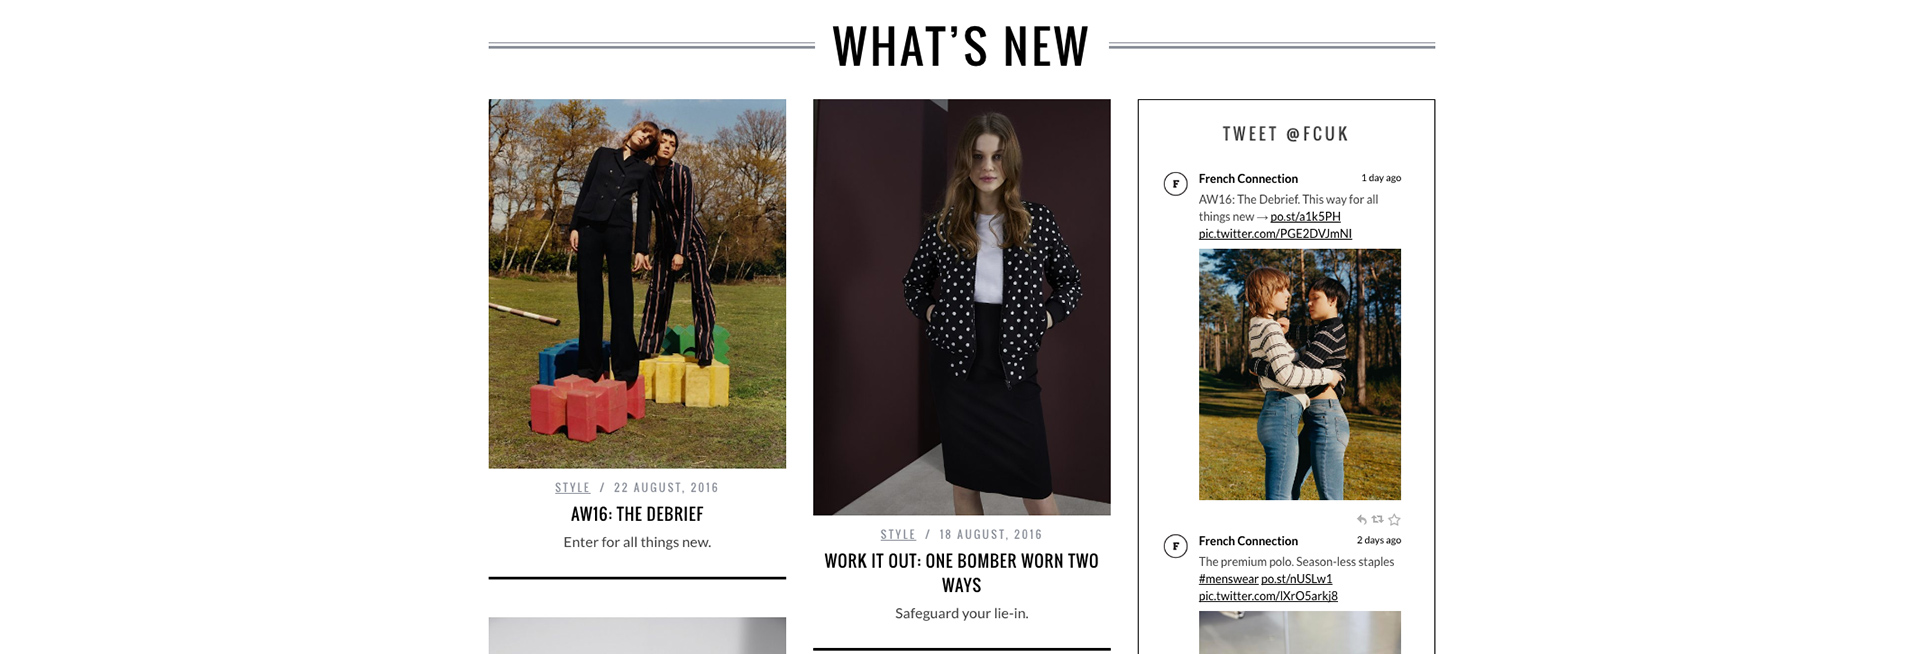 WHAT’S NEW
STYLE / 22 AUGUST, 2016
AW16: THE DEBRIEF
Enter for all things new.
STYLE / 18 AUGUST, 2016
WORK IT OUT: ONE BOMBER WORN TWO
WAYS
Safeguard your lie-in.
TWEET @FCUK
F French Connection 1 day ago
AW16: The Debrief. This way for all
things new → po.st/a1k5PH
pic.twitter.com/PGE2DVJmNI
F French Connection 2 days ago
The premium polo. Season-less staples
#menswear po.st/nUSLw1
pic.twitter.com/lXrO5arkj8